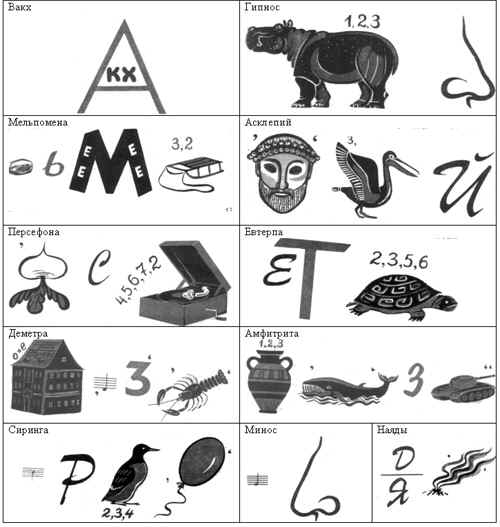 Вакх
А
КХ
Гипнос
1,2,3
Мельпомена
Ь
М
Е Е
Е Е
3,2
Асклепий
’ ‘
3,
Й
Персефона
’
С
4,5,6,7,2
Евтерпа
Е Т
2,3,5,6
Деметра
О=Е
,
З ‘
’
Амфитрита
1,2,3
’ ‘
З
“
Сиринга
Р
2,3,4
’
Минос
Наяды
Д
Я
‘